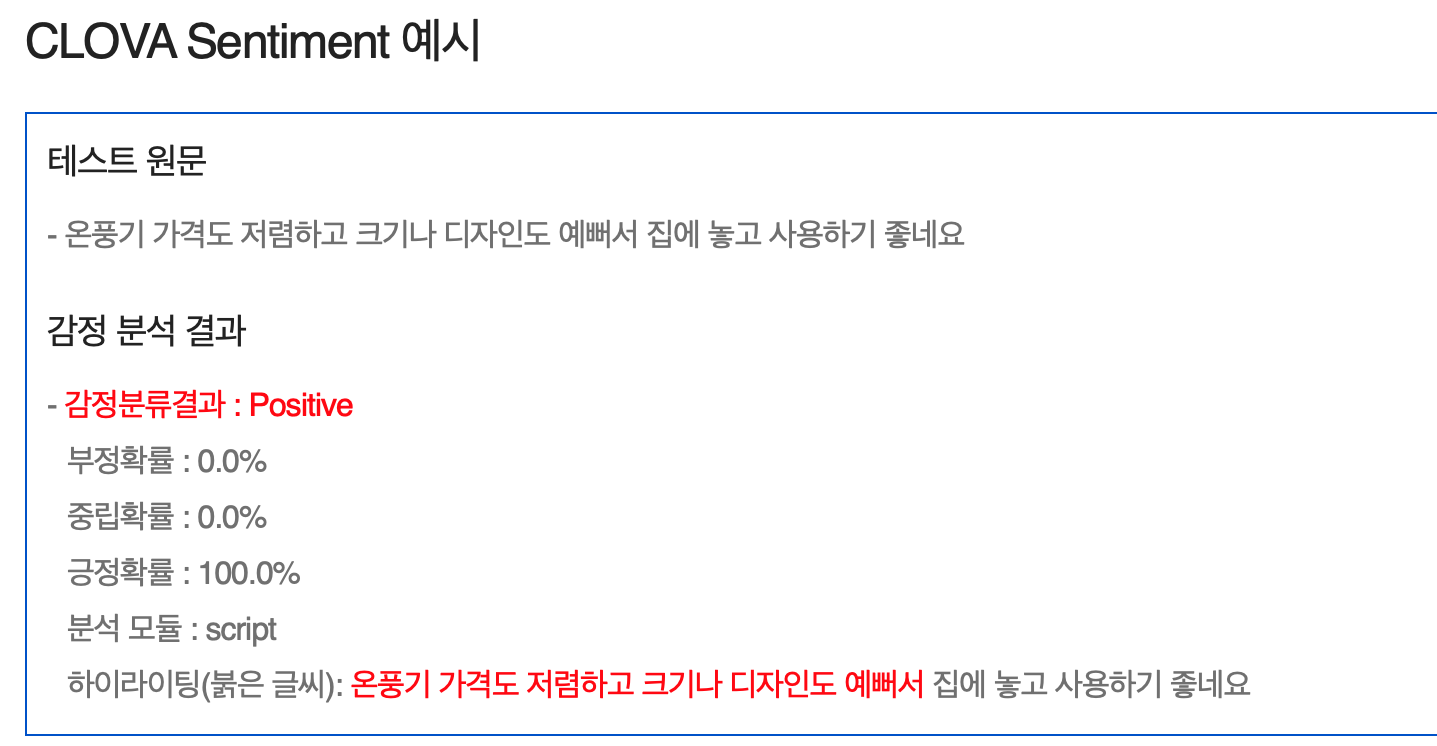 CLOVA Sentiment 예시
테스트 원문
- 온풍기 가격도 저렴하고 크기나 디자인도 예뻐서 집에 놓고 사용하기 좋네요
감정 분석 결과
- 감정분류결과 : Positive
부정확률 : 0.0%
중립확률 : 0.0%
긍정확률 : 100.0%
분석 모듈 : script
하이라이팅(붉은 글씨): 온풍기 가격도 저렴하고 크기나 디자인도 예뻐서 집에 놓고 사용하기 좋네요